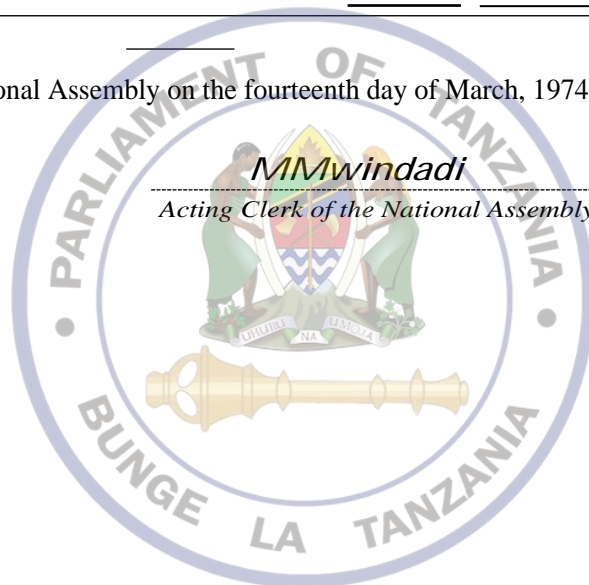 onal Assembly on the fourteenth day of March, 1974
MMwindadi
Acting Clerk of the National Assembly
PARLIAMENT OF TANZANIA
UHURU NA UMOJA
BUNGE LA TANZANIA